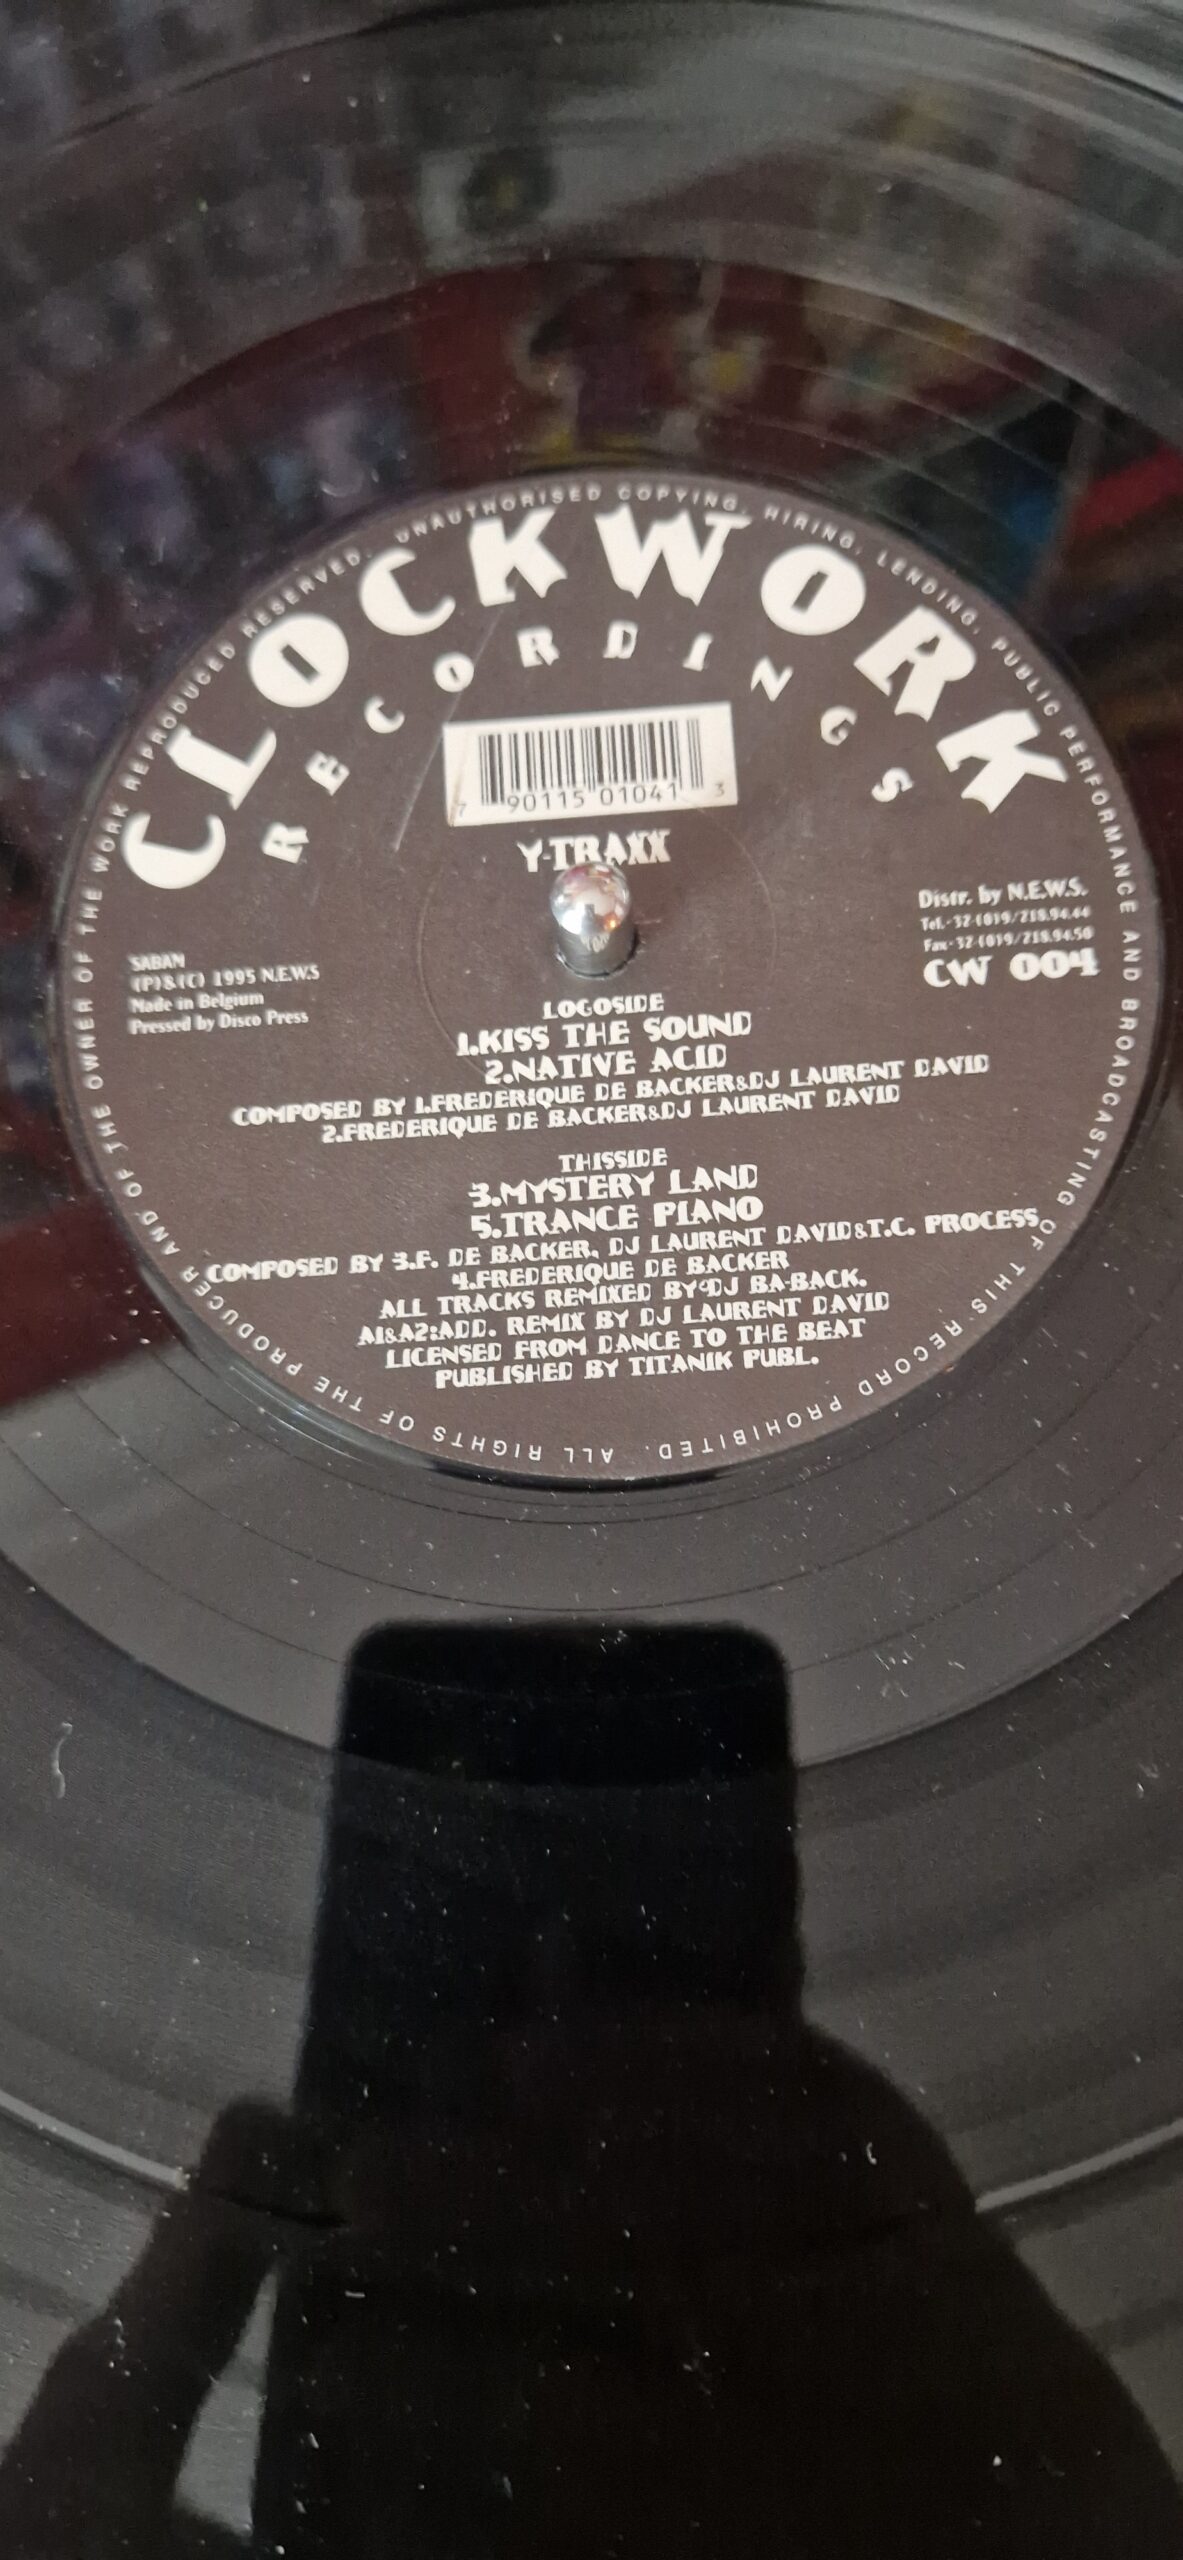 UNAUTHORISED COPYING, HIRING, LENDING, PUBLIC PERFORMANCE AND BROADCASTING OF THIS RECORD PROHIBITED. ALL RIGHTS OF THE PRODUCER AND OF THE OWNER OF THE WORK REPRODUCED RESERVED.
CLOCKWORK
RECORDINGS
7 90115 01041 3
Y-TRAXX
Distr. by N.E.W.S.
Tel.-32-(0)9/218.94.44
Fax-32-(0)9/218.94.50
CW 004
SABAM
(P)&(C) 1995 N.E.W.S
Made in Belgium
Pressed by Disco Press
LOGOSIDE
1.KISS THE SOUND
2.NATIVE ACID
COMPOSED BY 1.FREDERIQUE DE BACKER&DJ LAURENT DAVID
2.FREDERIQUE DE BACKER&DJ LAURENT DAVID
THISSIDE
3.MYSTERY LAND
5.TRANCE PIANO
COMPOSED BY 3.F. DE BACKER, DJ LAURENT DAVID&T.C. PROCESS
4.FREDERIQUE DE BACKER
ALL TRACKS REMIXED BY DJ BA-BACK.
A1&A2:ADD. REMIX BY DJ LAURENT DAVID
LICENSED FROM DANCE TO THE BEAT
PUBLISHED BY TITANIK PUBL.